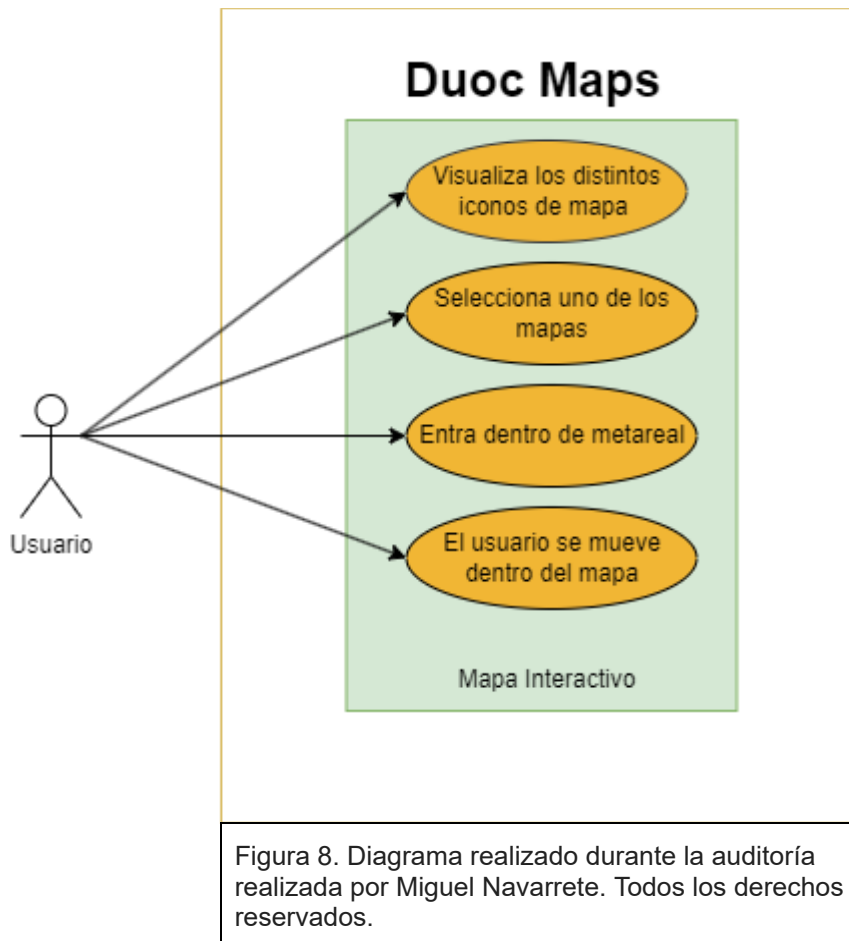 Duoc Maps
Visualiza los distintos
iconos de mapa
Selecciona uno de los
mapas
Entra dentro de metareal
El usuario se mueve
dentro del mapa
Usuario
Mapa Interactivo
Figura 8. Diagrama realizado durante la auditoría
realizada por Miguel Navarrete. Todos los derechos
reservados.